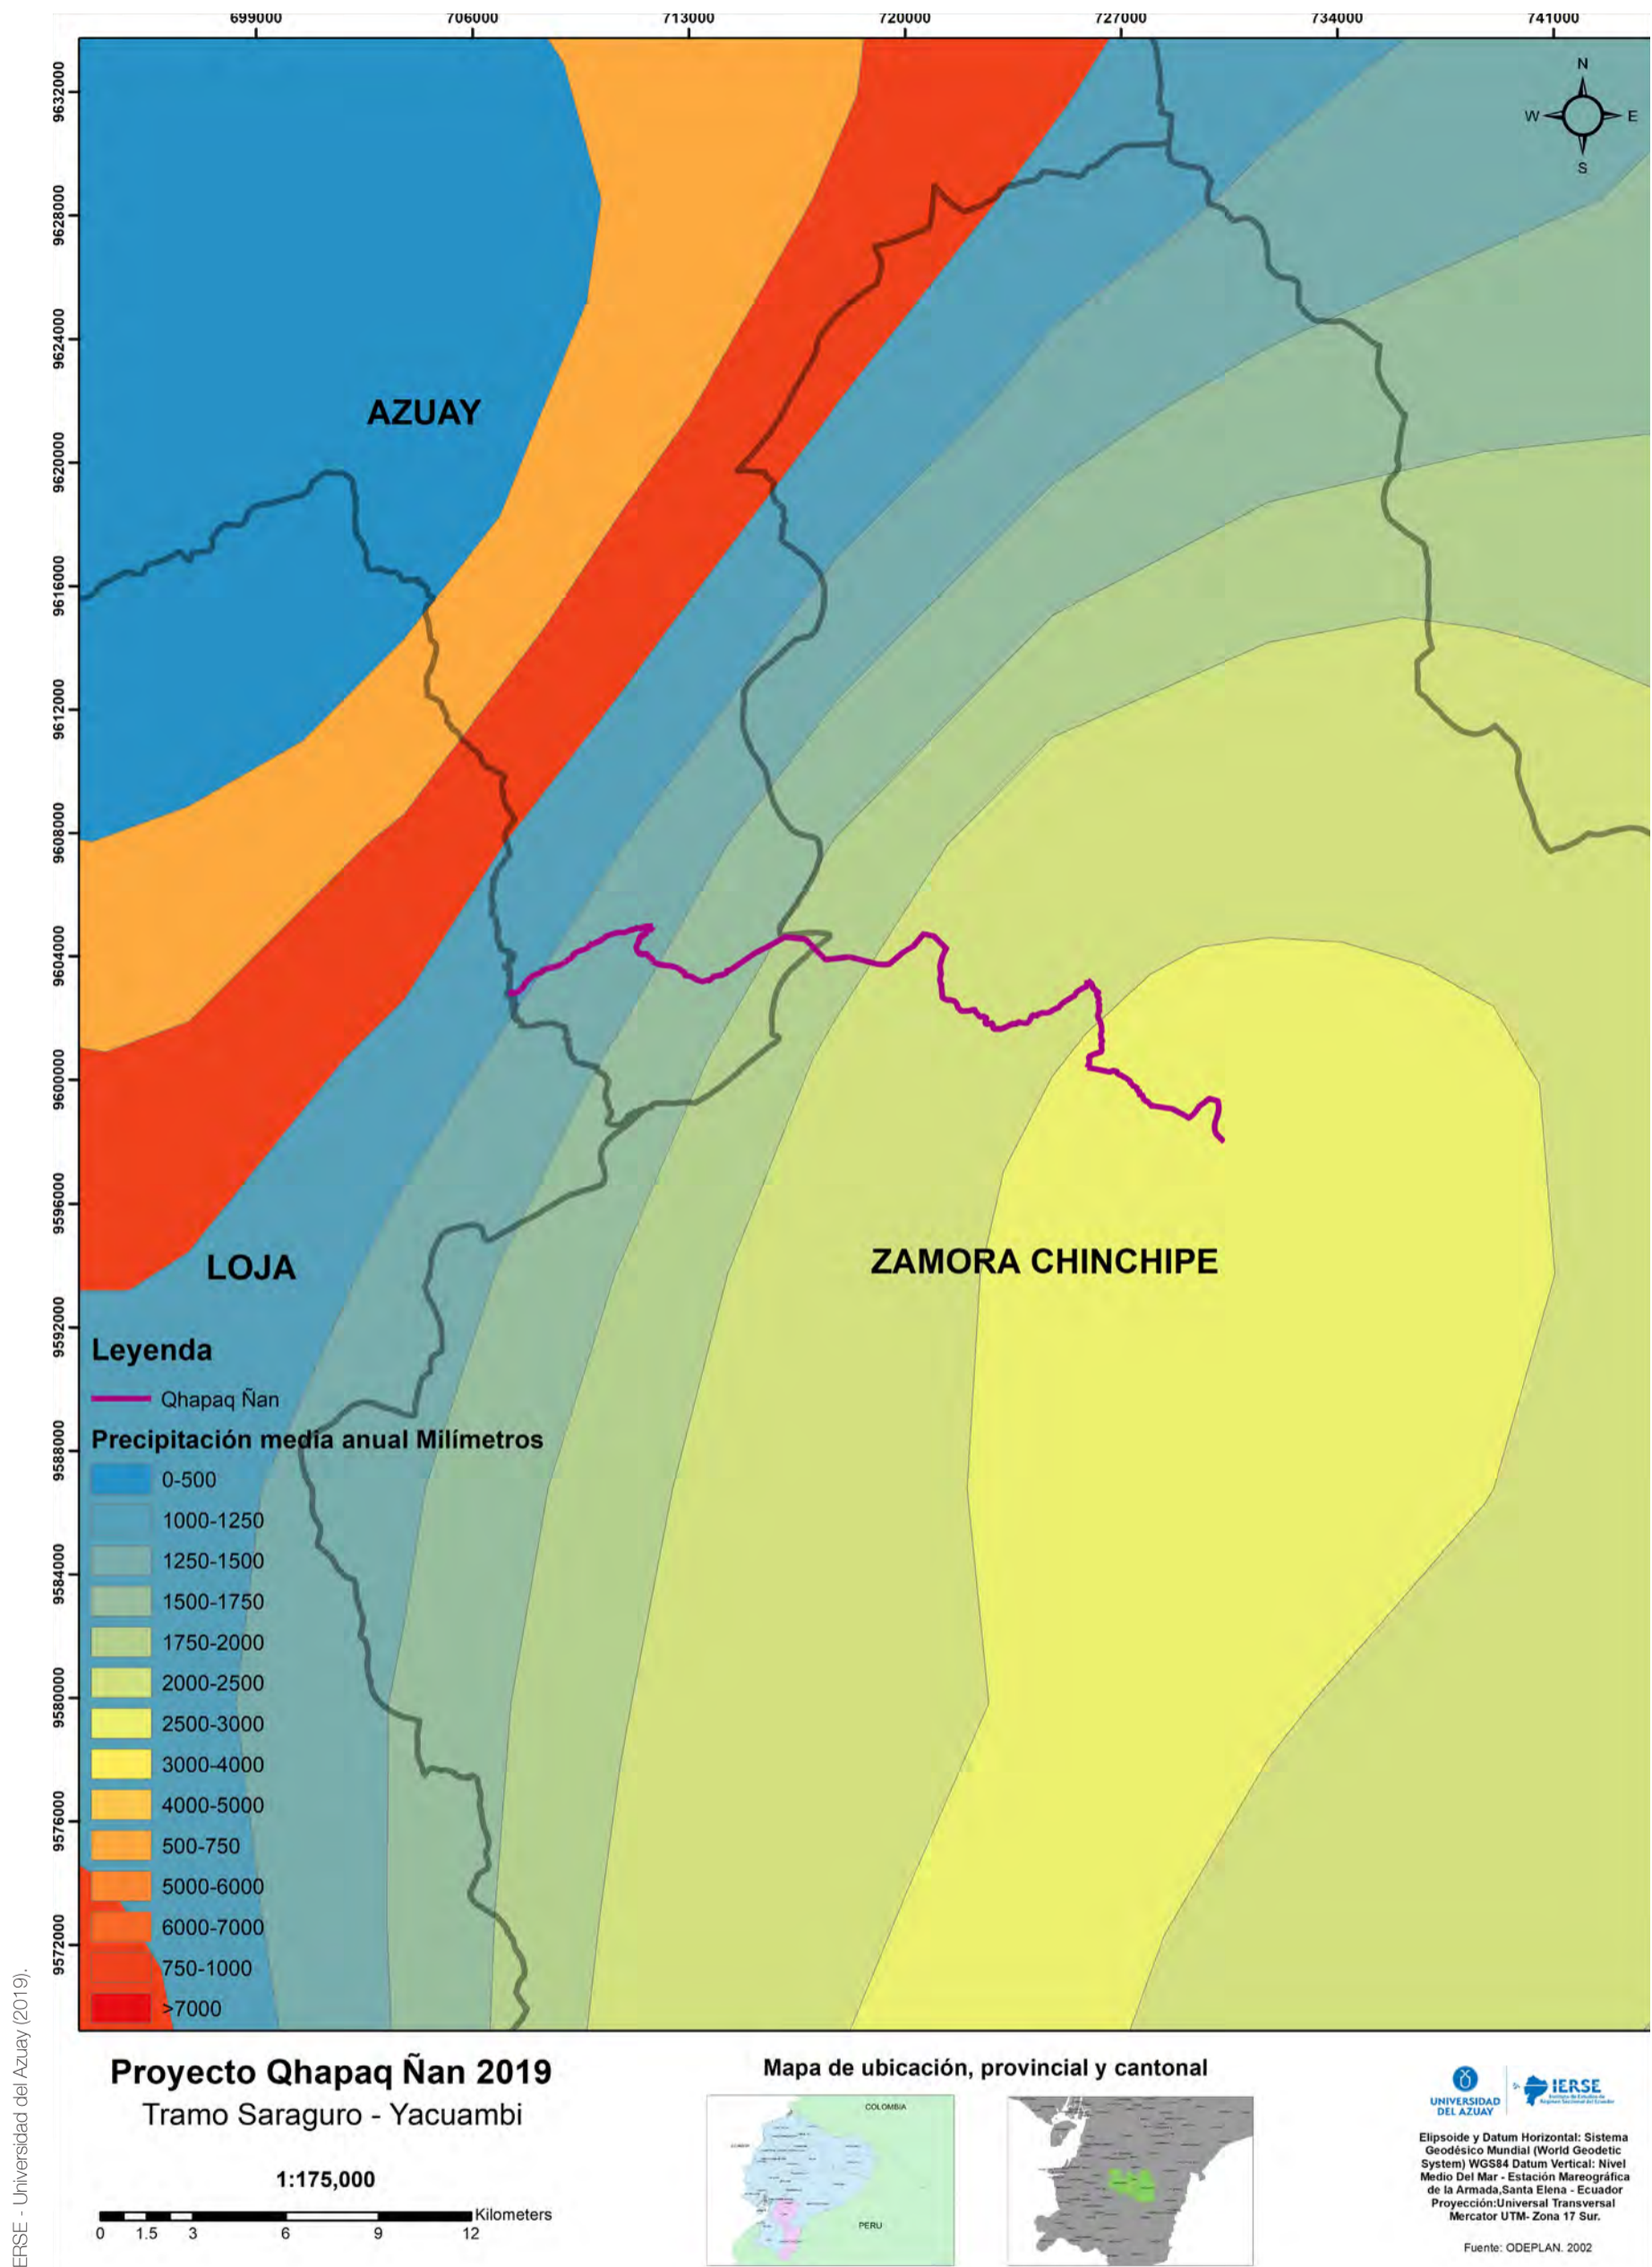 699000 706000 713000 720000 727000 734000 741000
9632000
9628000
9624000
9620000
9616000
9612000
9608000
9604000
9600000
9596000
9592000
9588000
9584000
9580000
9576000
9572000
N
W E
S
AZUAY
LOJA
ZAMORA CHINCHIPE
Leyenda
Qhapaq Ñan
Precipitación media anual Milímetros
0-500
1000-1250
1250-1500
1500-1750
1750-2000
2000-2500
2500-3000
3000-4000
4000-5000
500-750
5000-6000
6000-7000
750-1000
>7000
ERSE - Universidad del Azuay (2019).
Proyecto Qhapaq Ñan 2019
Tramo Saraguro - Yacuambi
1:175,000
Kilometers
0 1.5 3 6 9 12
Mapa de ubicación, provincial y cantonal
COLOMBIA
PERU
UNIVERSIDAD
DEL AZUAY
IERSE
Elipsoide y Datum Horizontal: Sistema
Geodésico Mundial (World Geodetic
System) WGS84 Datum Vertical: Nivel
Medio Del Mar - Estación Mareográfica
de la Armada,Santa Elena - Ecuador
Proyección:Universal Transversal
Mercator UTM- Zona 17 Sur.
Fuente: ODEPLAN. 2002